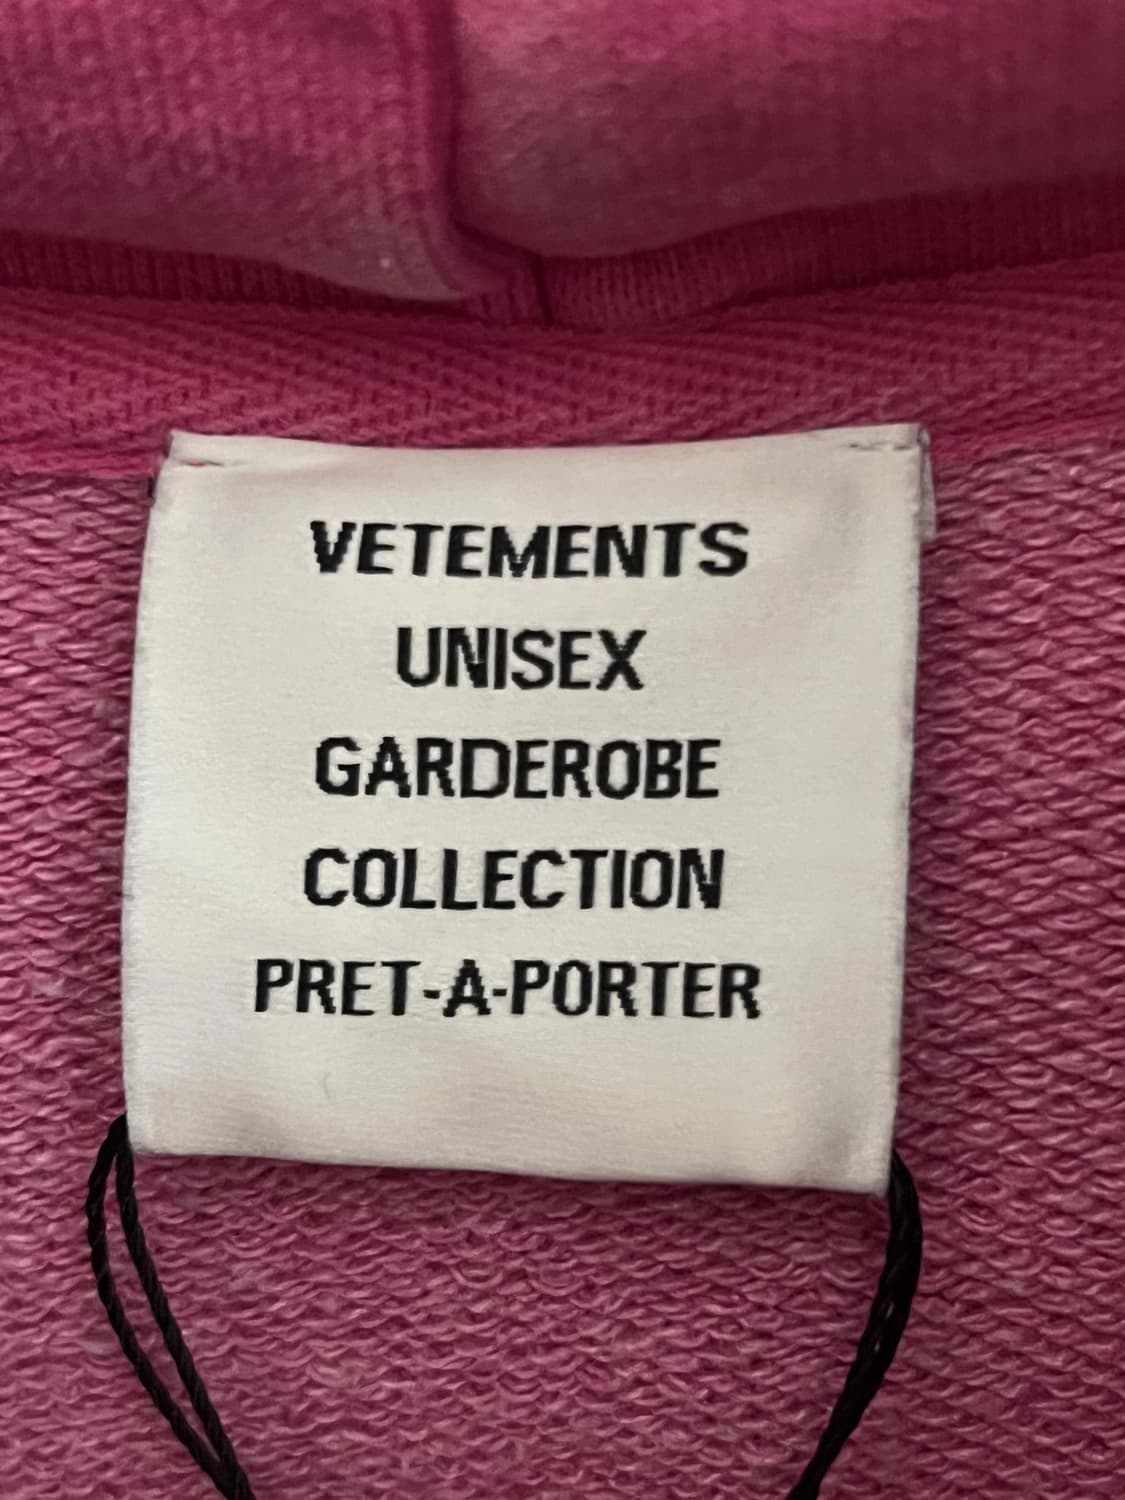 VETEMENTS
UNISEX
GARDEROBE
COLLECTION
PRET-A-PORTER